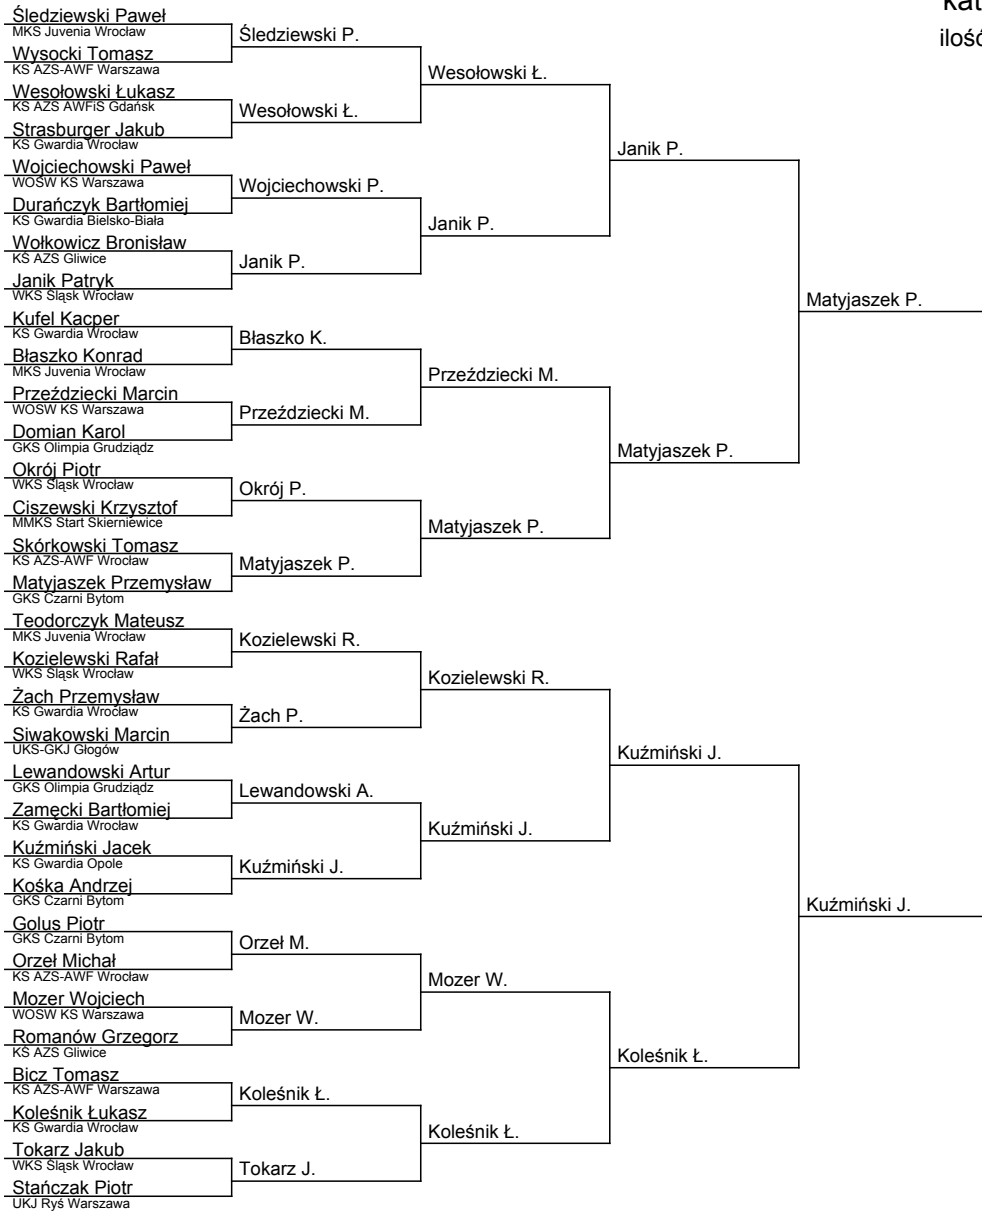 kat
ilość
Śledziewski Paweł
MKS Juvenia Wrocław
Wysocki Tomasz
KS AZS-AWF Warszawa
Wesołowski Łukasz
KS AZS AWFiS Gdańsk
Strasburger Jakub
KS Gwardia Wrocław
Wojciechowski Paweł
WOSW KS Warszawa
Durańczyk Bartłomiej
KS Gwardia Bielsko-Biała
Wołkowicz Bronisław
KS AZS Gliwice
Janik Patryk
WKS Śląsk Wrocław
Kufel Kacper
KS Gwardia Wrocław
Błaszko Konrad
MKS Juvenia Wrocław
Przeździecki Marcin
WOSW KS Warszawa
Domian Karol
GKS Olimpia Grudziądz
Okrój Piotr
WKS Śląsk Wrocław
Ciszewski Krzysztof
MMKS Start Skierniewice
Skórkowski Tomasz
KS AZS-AWF Wrocław
Matyjaszek Przemysław
GKS Czarni Bytom
Teodorczyk Mateusz
MKS Juvenia Wrocław
Kozielewski Rafał
WKS Śląsk Wrocław
Żach Przemysław
KS Gwardia Wrocław
Siwakowski Marcin
UKS-GKJ Głogów
Lewandowski Artur
GKS Olimpia Grudziądz
Zamęcki Bartłomiej
KS Gwardia Wrocław
Kuźmiński Jacek
KS Gwardia Opole
Kośka Andrzej
GKS Czarni Bytom
Golus Piotr
GKS Czarni Bytom
Orzeł Michał
KS AZS-AWF Wrocław
Mozer Wojciech
WOSW KS Warszawa
Romanów Grzegorz
KS AZS Gliwice
Bicz Tomasz
KS AZS-AWF Warszawa
Koleśnik Łukasz
KS Gwardia Wrocław
Tokarz Jakub
WKS Śląsk Wrocław
Stańczak Piotr
UKJ Ryś Warszawa
Śledziewski P.
Wesołowski Ł.
Wojciechowski P.
Janik P.
Błaszko K.
Przeździecki M.
Okrój P.
Matyjaszek P.
Kozielewski R.
Żach P.
Lewandowski A.
Kuźmiński J.
Orzeł M.
Mozer W.
Koleśnik Ł.
Tokarz J.
Wesołowski Ł.
Janik P.
Przeździecki M.
Matyjaszek P.
Kozielewski R.
Kuźmiński J.
Mozer W.
Koleśnik Ł.
Janik P.
Matyjaszek P.
Kuźmiński J.
Koleśnik Ł.
Matyjaszek P.
Kuźmiński J.